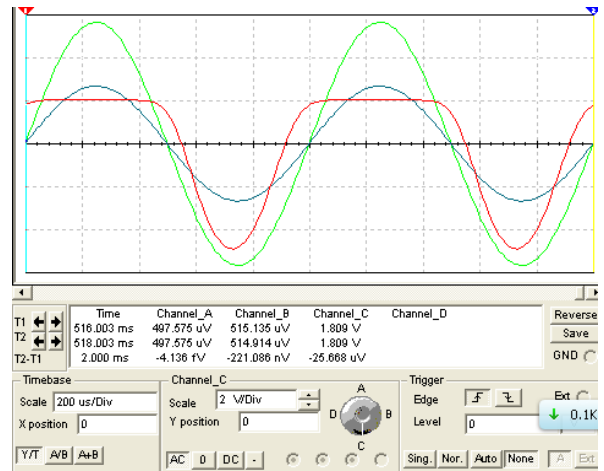 1 2
Time Channel_A Channel_B Channel_C Channel_D
T1 516.003 ms 497.575 uV 515.135 uV 1.809 V
T2 518.003 ms 497.575 uV 514.914 uV 1.809 V
T2-T1 2.000 ms -4.136 fV -221.086 nV -25.668 uV
Reverse
Save
GND
Timebase
Scale 200 us/Div
X position 0
Y/T A/B A+B
Channel_C
Scale 2 V/Div
Y position 0
AC 0 DC -
A
D B
C
Trigger
Edge Ext
Level 0
0.1K
Sing. Nor. Auto None A Ext